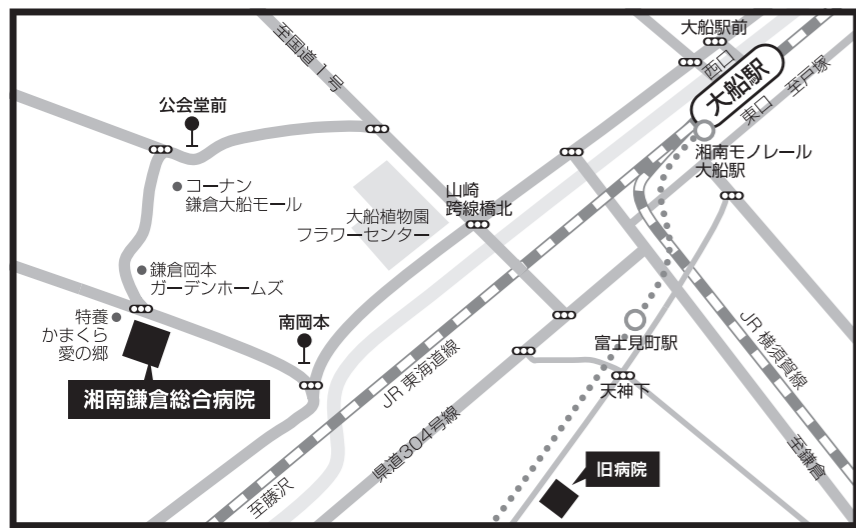 大船駅前
至国道1号
西口
大船駅
東口
至戸塚
公会堂前
湘南モノレール
大船駅
コーナン
鎌倉大船モール
山崎
跨線橋北
大船植物園
フラワーセンター
鎌倉岡本
ガーデンホームズ
特養
かまくら
愛の郷
南岡本
富士見町駅
JR 横須賀線
JR 東海道線
湘南鎌倉総合病院
天神下
県道304号線
至鎌倉
旧病院
至藤沢